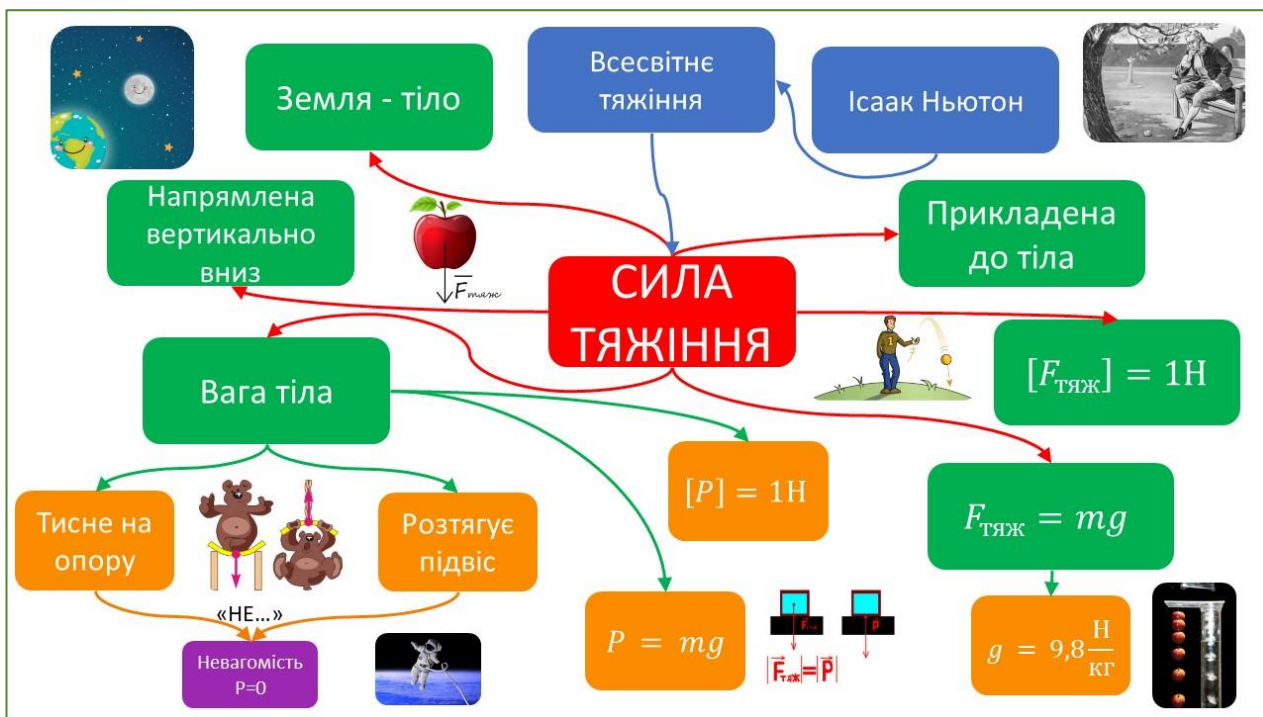 Земля - тіло
Всесвітнє
тяжіння
Ісаак Ньютон
Напрямлена
вертикально
вниз
F̅тяж
СИЛА
ТЯЖІННЯ
Прикладена
до тіла
[Fтяж] = 1Н
Вага тіла
[P] = 1Н
Fтяж = mg
Тисне на
опору
Розтягує
підвіс
«НЕ...»
Невагомість
P=0
P = mg
P⃗
|F⃗тяж|=|P⃗|
g = 9,8 Н/кг